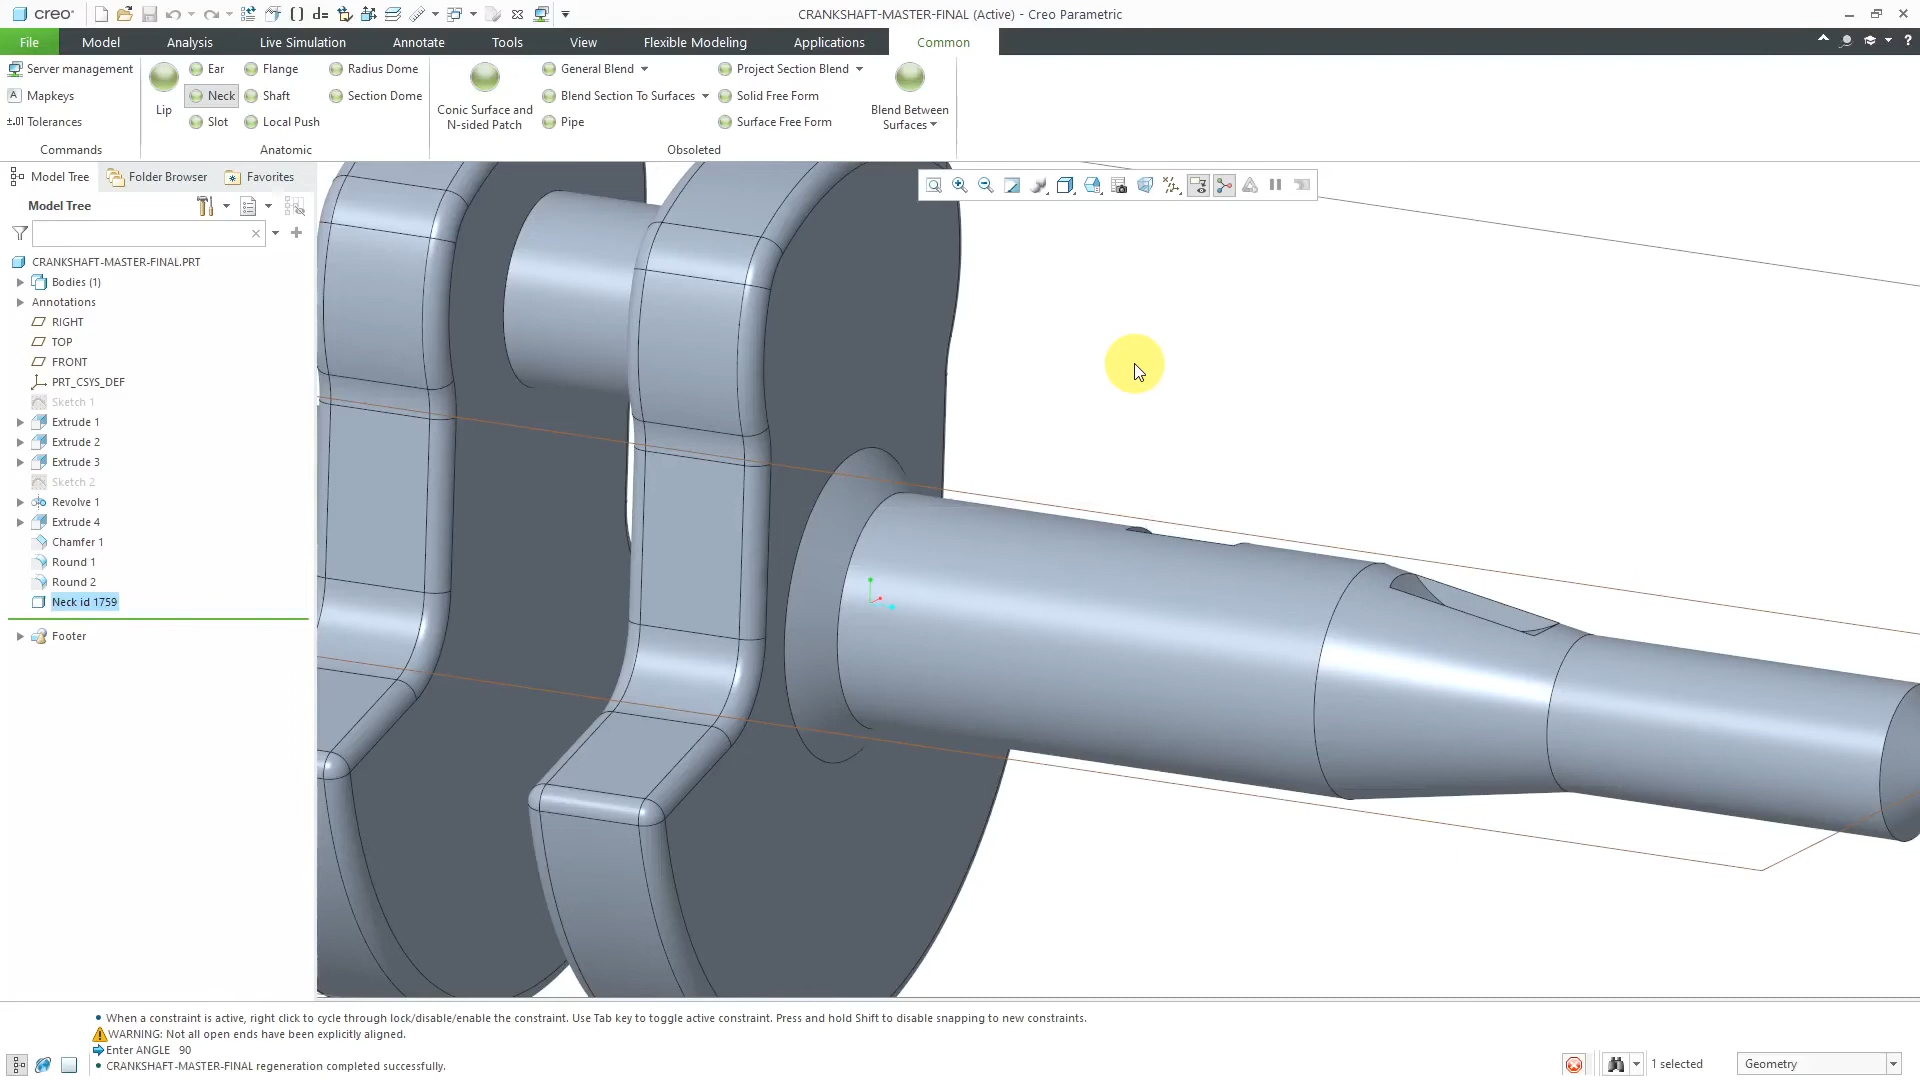 creo
CRANKSHAFT-MASTER-FINAL (Active) - Creo Parametric
File Model Analysis Live Simulation Annotate Tools View Flexible Modeling Applications Common
Server management
Mapkeys
±.01 Tolerances
Commands
Lip
Ear
Neck
Slot
Flange
Shaft
Local Push
Radius Dome
Section Dome
Anatomic
Conic Surface and
N-sided Patch
General Blend
Blend Section To Surfaces
Pipe
Project Section Blend
Solid Free Form
Surface Free Form
Blend Between
Surfaces
Obsoleted
Model Tree Folder Browser Favorites
Model Tree
CRANKSHAFT-MASTER-FINAL.PRT
Bodies (1)
Annotations
RIGHT
TOP
FRONT
PRT_CSYS_DEF
Sketch 1
Extrude 1
Extrude 2
Extrude 3
Sketch 2
Revolve 1
Extrude 4
Chamfer 1
Round 1
Round 2
Neck id 1759
Footer
• When a constraint is active, right click to cycle through lock/disable/enable the constraint. Use Tab key to toggle active constraint. Press and hold Shift to disable snapping to new constraints.
WARNING: Not all open ends have been explicitly aligned.
Enter ANGLE 90
• CRANKSHAFT-MASTER-FINAL regeneration completed successfully.
1 selected
Geometry